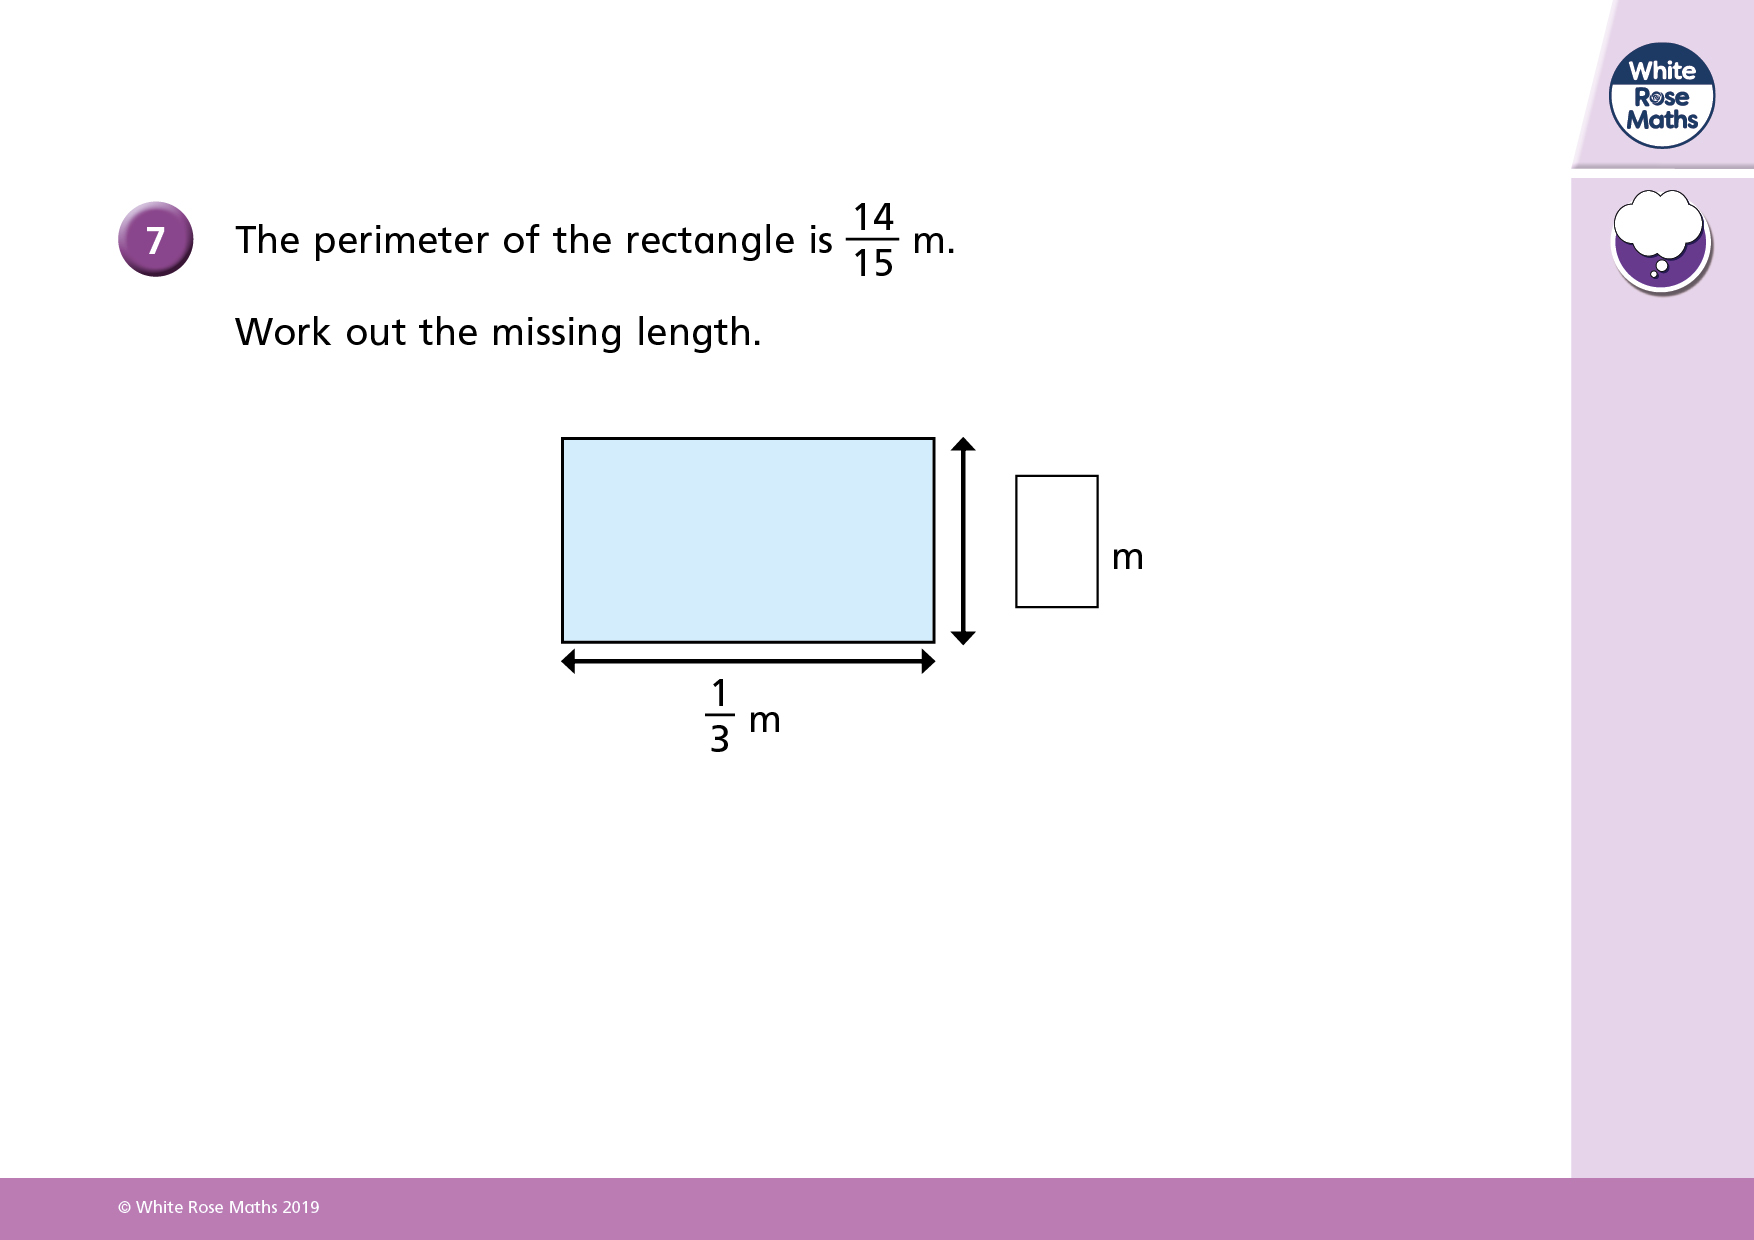 White
Rose
Maths
7 The perimeter of the rectangle is 14/15 m.
Work out the missing length.
m
1/3 m
© White Rose Maths 2019